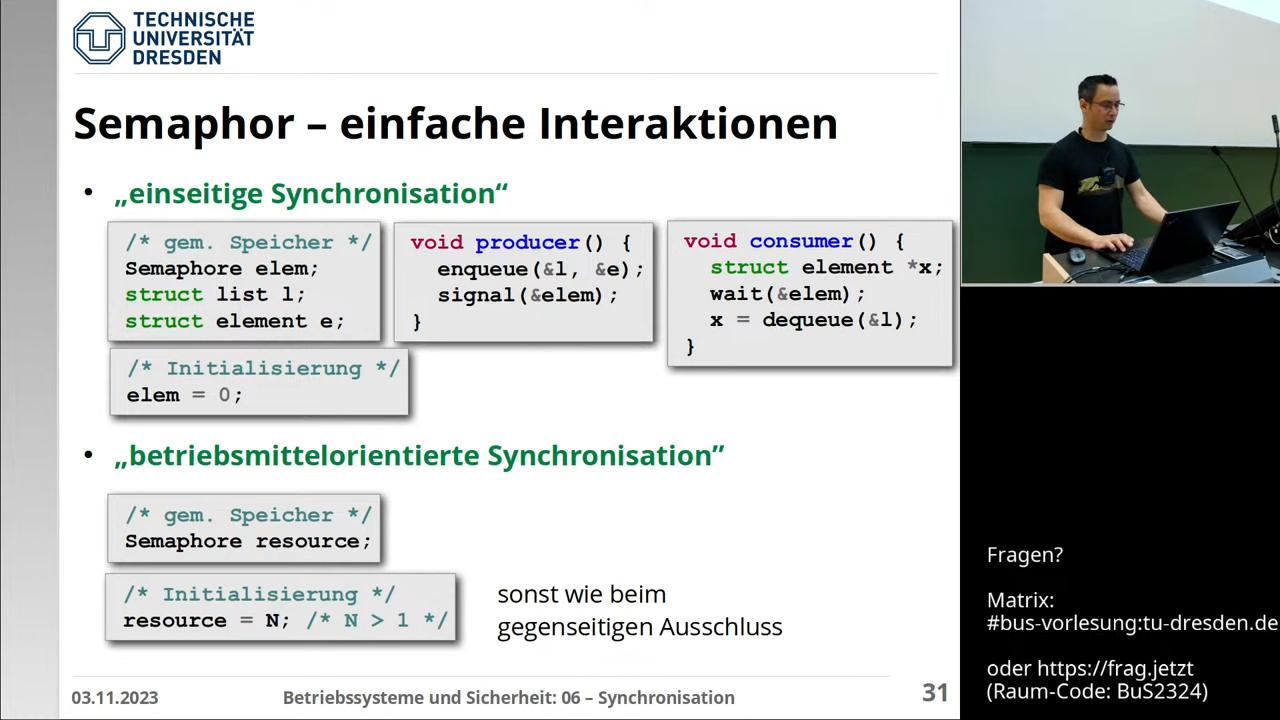 TECHNISCHE
UNIVERSITÄT
DRESDEN
Semaphor – einfache Interaktionen
• „einseitige Synchronisation“
/* gem. Speicher */
Semaphore elem;
struct list l;
struct element e;
void producer() {
enqueue(&l, &e);
signal(&elem);
}
void consumer() {
struct element *x;
wait(&elem);
x = dequeue(&l);
}
/* Initialisierung */
elem = 0;
• „betriebsmittelorientierte Synchronisation”
/* gem. Speicher */
Semaphore resource;
/* Initialisierung */
resource = N; /* N > 1 */
sonst wie beim
gegenseitigen Ausschluss
03.11.2023 Betriebssysteme und Sicherheit: 06 – Synchronisation 31
Fragen?
Matrix:
#bus-vorlesung:tu-dresden.de
oder https://frag.jetzt
(Raum-Code: BuS2324)